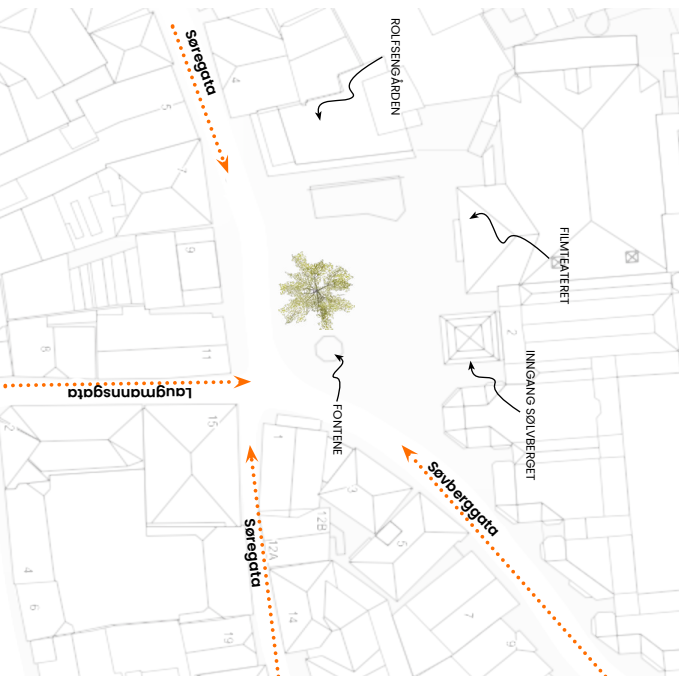 Søregata
ROLFSENGÅRDEN
4
5
7
FILMTEATERET
9
2
INNGANG SØLVBERGET
8
11
Laugmannsgata
FONTENE
2
15
1
3
Søvberggata
12B
5
12A
Søregata
4
6
14
7
9
19